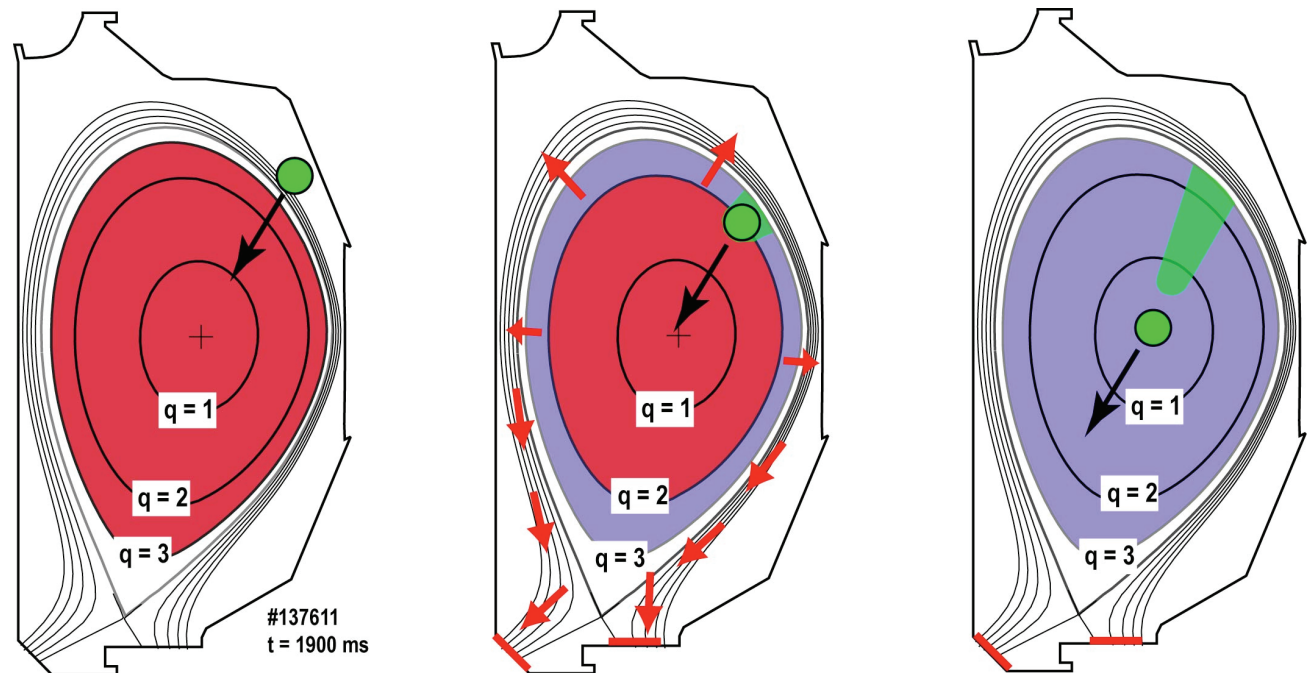 q = 1
q = 2
q = 3
#137611
t = 1900 ms
q = 1
q = 2
q = 3
q = 1
q = 2
q = 3